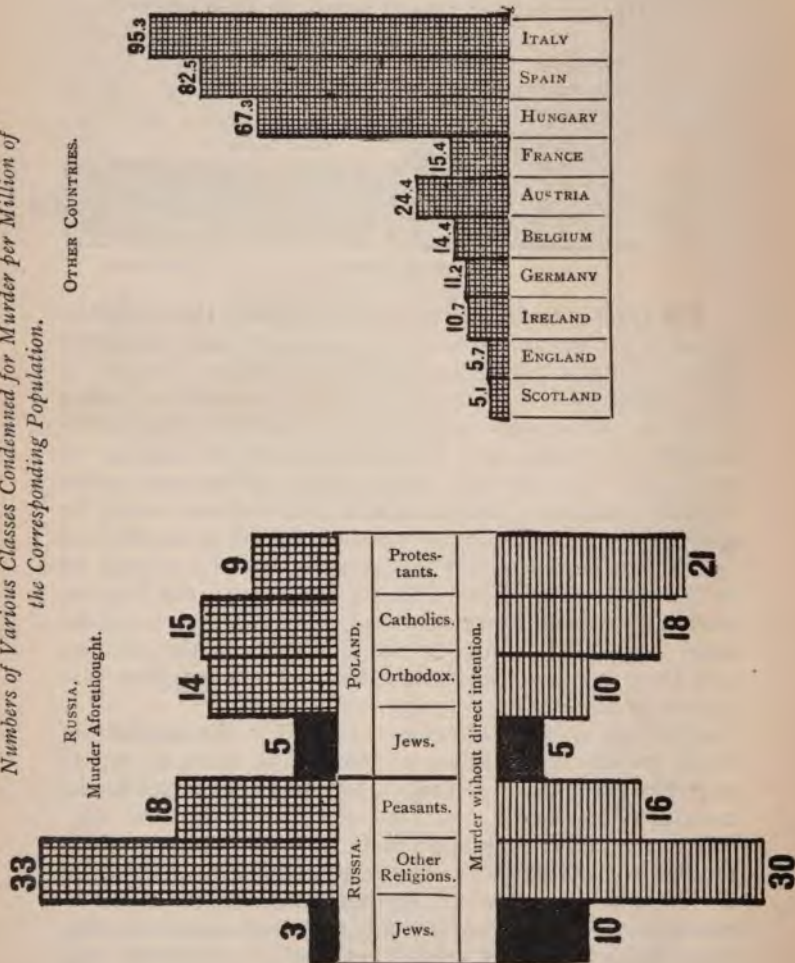 Numbers of Various Classes Condemned for Murder per Million of
the Corresponding Population.
RUSSIA.
Murder Aforethought.
33
18
3
5
14
15
9
RUSSIA.
POLAND.
Jews.
Other
Religions.
Peasants.
Jews.
Orthodox.
Catholics.
Protes-
tants.
Murder without direct intention.
10
30
16
5
10
18
21
OTHER COUNTRIES.
5.1
5.7
10.7
11.2
14.4
24.4
15.4
67.3
82.5
95.3
SCOTLAND
ENGLAND
IRELAND
GERMANY
BELGIUM
AUSTRIA
FRANCE
HUNGARY
SPAIN
ITALY